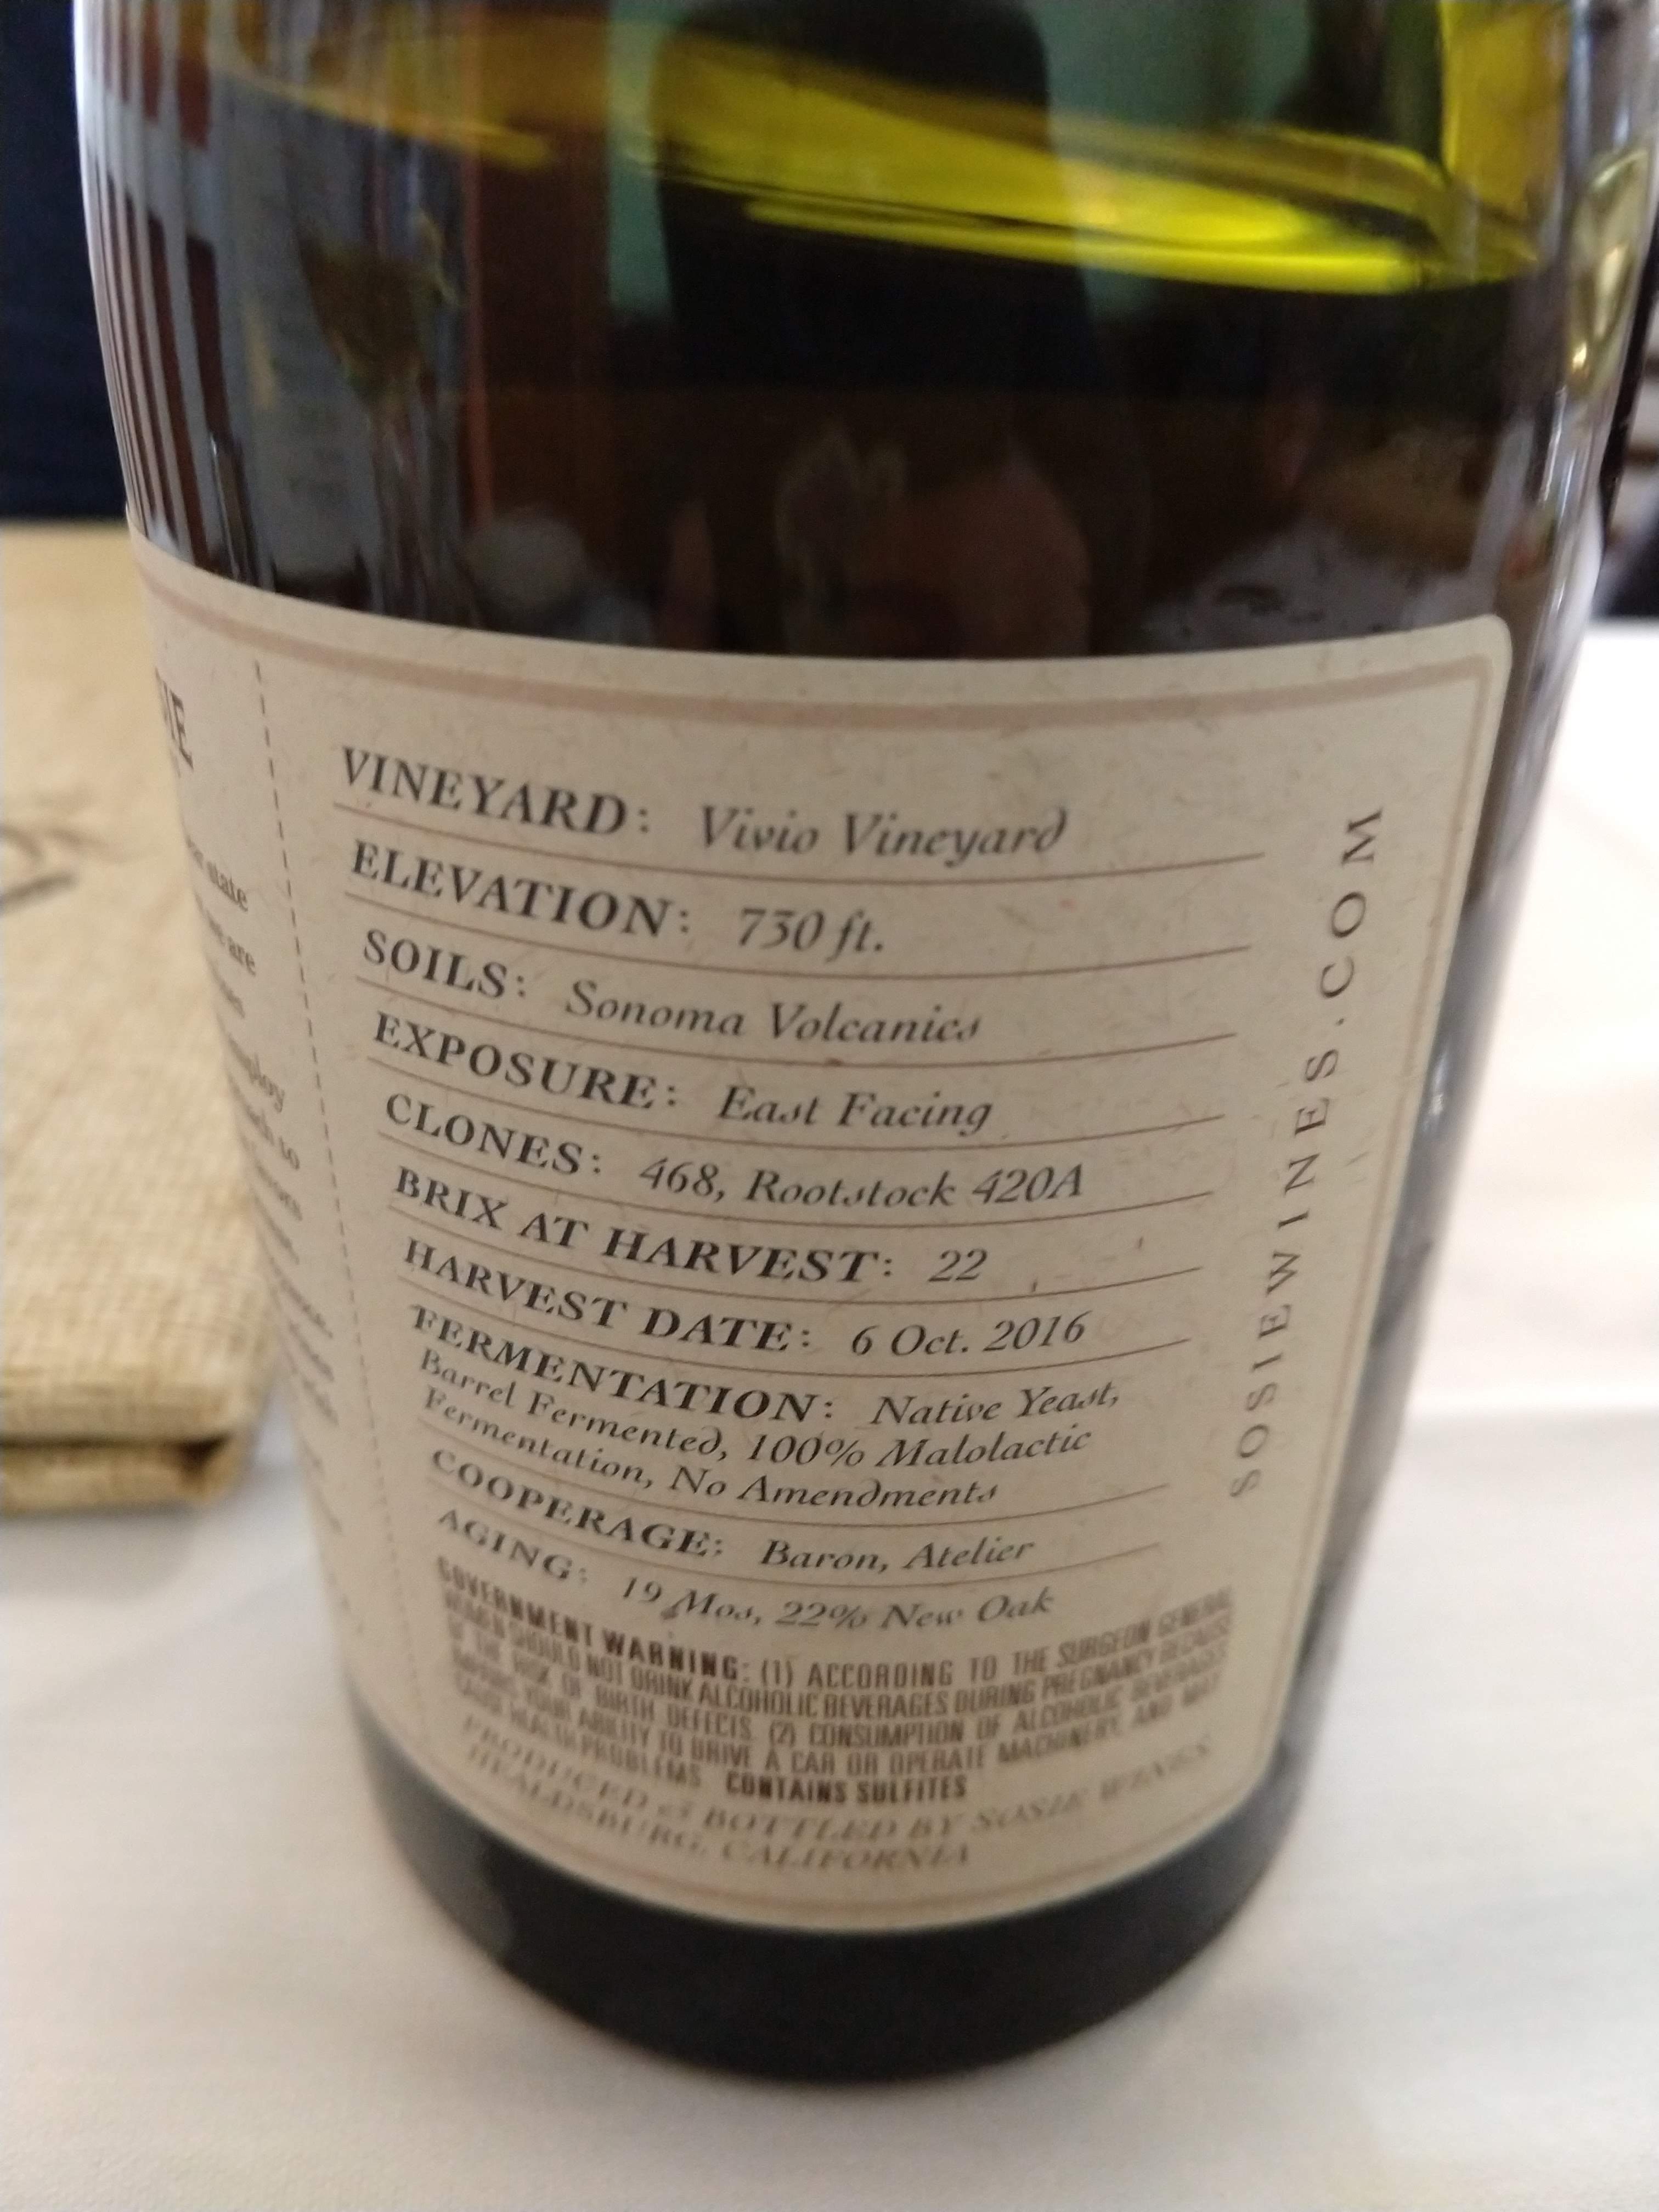 VINEYARD: Vivio Vineyard
ELEVATION: 730 ft.
SOILS: Sonoma Volcanics
EXPOSURE: East Facing
CLONES: 468, Rootstock 420A
BRIX AT HARVEST: 22
HARVEST DATE: 6 Oct. 2016
FERMENTATION: Native Yeast,
Barrel Fermented, 100% Malolactic
Fermentation, No Amendments
COOPERAGE: Baron, Atelier
AGING: 19 Mos, 22% New Oak
GOVERNMENT WARNING: (1) ACCORDING TO THE SURGEON GENERAL
WOMEN SHOULD NOT DRINK ALCOHOLIC BEVERAGES DURING PREGNANCY BECAUSE
OF THE RISK OF BIRTH DEFECTS. (2) CONSUMPTION OF ALCOHOLIC BEVERAGES
IMPAIRS YOUR ABILITY TO DRIVE A CAR OR OPERATE MACHINERY, AND MAY
CAUSE HEALTH PROBLEMS. CONTAINS SULFITES
PRODUCED & BOTTLED BY SOSIE WINES
HEALDSBURG, CALIFORNIA
SOSIEWINES.COM